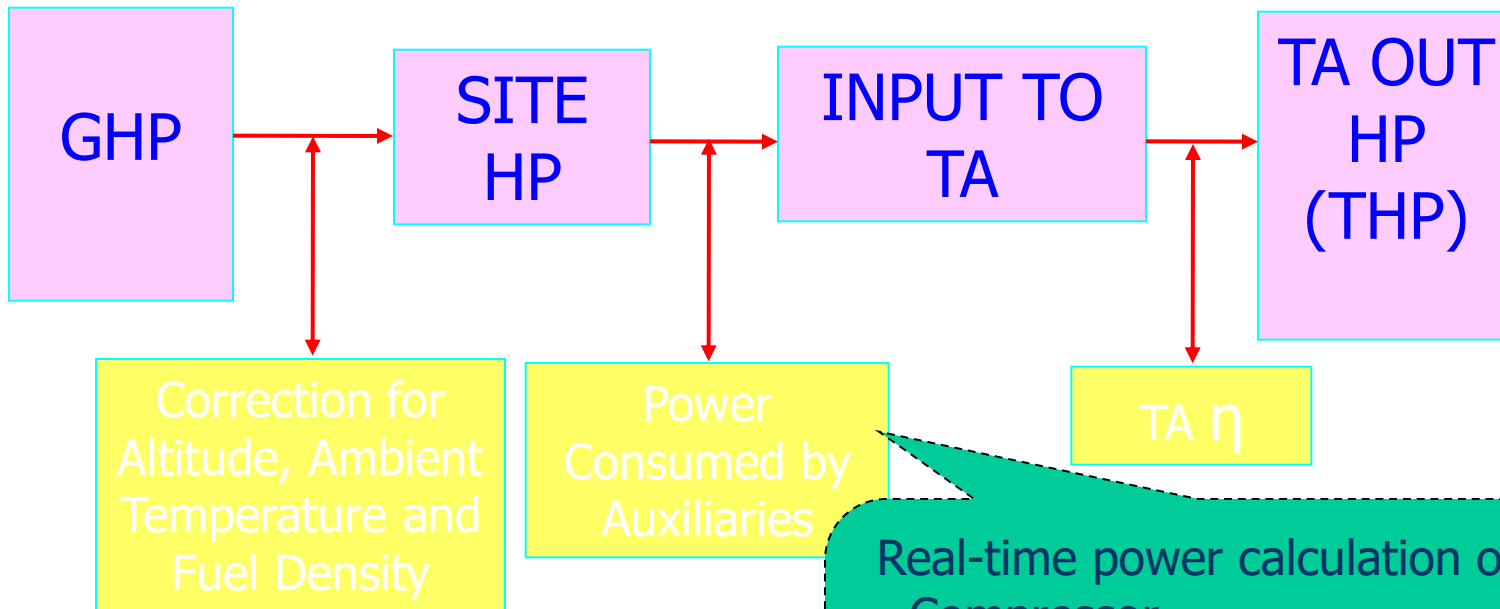 GHP
SITE
HP
INPUT TO
TA
TA OUT
HP
(THP)
Correction for
Altitude, Ambient
Temperature and
Fuel Density
Power
Consumed by
Auxiliaries
TA η
Real-time power calculation
Compressor